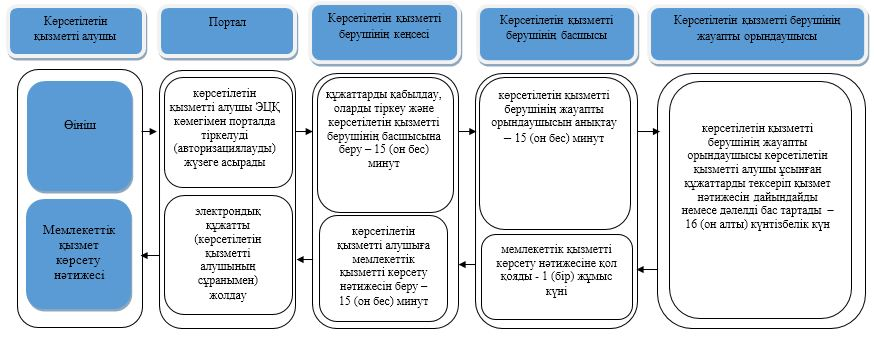 Көрсетілетін
қызметті алушы
Портал
Көрсетілетін қызметті
берушінің кеңсесі
Көрсетілетін қызметті
берушінің басшысы
Көрсетілетін қызметті берушінің
жауапты орындаушысы
Өініш
көрсетілетін
қызметті алушы ЭЦҚ
көмегімен порталда
тіркелуді
(авторизациялауды)
жүзеге асырады
құжаттарды қабылдау,
оларды тіркеу және
көрсетілетін қызметті
берушінің басшысына
беру – 15 (он бес)
минут
көрсетілетін қызметті
берушінің жауапты
орындаушысын анықтау
– 15 (он бес) минут
көрсетілетін қызметті
берушінің жауапты
орындаушысы көрсетілетін
қызметті алушы ұсынған
құжаттарды тексеріп қызмет
нәтижесін дайындайды
немесе дәлелді бас тартады –
16 (он алты) күнтізбелік күн
Мемлекеттік
қызмет
көрсету
нәтижесі
электрондық
құжатты
(көрсетілетін
қызметті
алушының
сұранымен)
жолдау
көрсетілетін
қызметті алушыға
мемлекеттік
қызметті көрсету
нәтижесін беру –
15 (он бес) минут
мемлекеттік қызметті
көрсету нәтижесіне қол
қояды - 1 (бір) жұмыс
күні